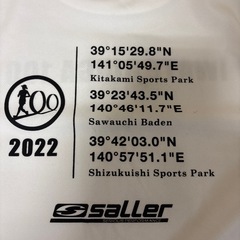 100
2022
39°15'29.8"N
141°05'49.7"E
Kitakami Sports Park
39°23'43.5"N
140°46'11.7"E
Sawauchi Baden
39°42'03.0"N
140°57'51.1"E
Shizukuishi Sports Park
saller